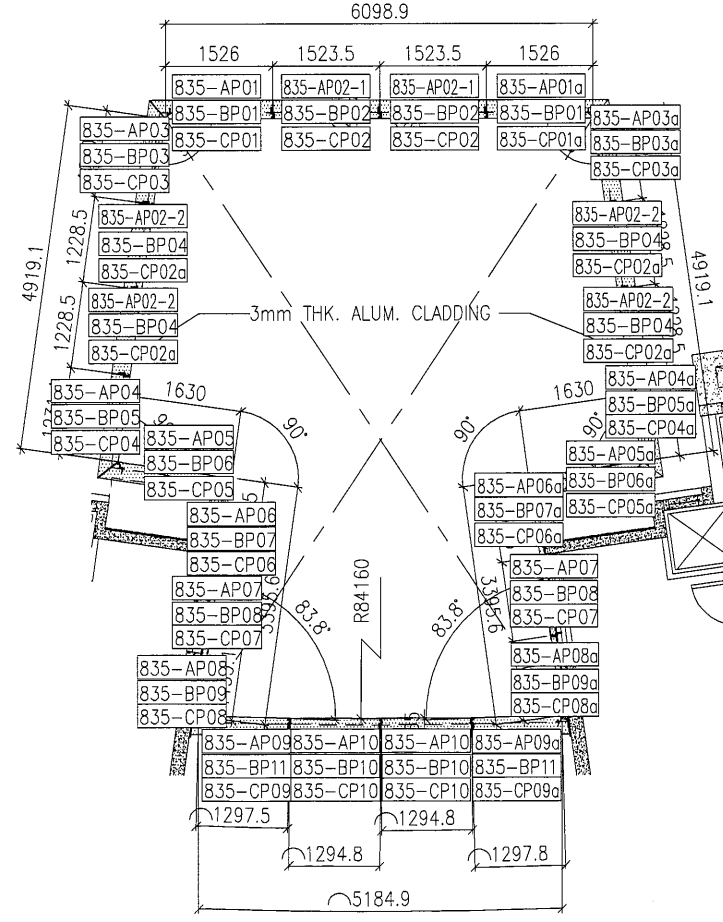 6098.9
1526 1523.5 1523.5 1526
835-AP01 835-AP02-1 835-AP02-1 835-AP01a
835-BP01 835-BP02 835-BP02 835-BP01a
835-CP01 835-CP02 835-CP02 835-CP01a
835-AP03 835-AP03a
835-BP03 835-BP03a
835-CP03 835-CP03a
835-AP02-2 835-AP02-2
835-BP04 835-BP04
835-CP02a 835-CP02a
1228.5
4919.1 4919.1
835-AP02-2 835-AP02-2
835-BP04 835-BP04
835-CP02a 835-CP02a
1228.5
3mm THK. ALUM. CLADDING
835-AP04 1630 1630 835-AP04a
835-BP05 835-BP05a
835-CP04 835-CP04a
90° 90° 90°
835-AP05 835-AP05a
835-BP06 835-BP06a
835-CP05 835-CP05a
835-AP06 835-AP06a
835-BP07 835-BP07a
835-CP06 835-CP06a
835-AP07 835-AP07
835-BP08 835-BP08
835-CP07 835-CP07
3395.6 3395.6
83.8° R84160 83.8°
835-AP08 835-AP08a
835-BP09 835-BP09a
835-CP08 835-CP08a
835-AP09 835-AP10 835-AP10 835-AP09a
835-BP11 835-BP10 835-BP10 835-BP11
835-CP09 835-CP10 835-CP10 835-CP09a
1297.5 1294.8
1294.8 1297.8
5184.9